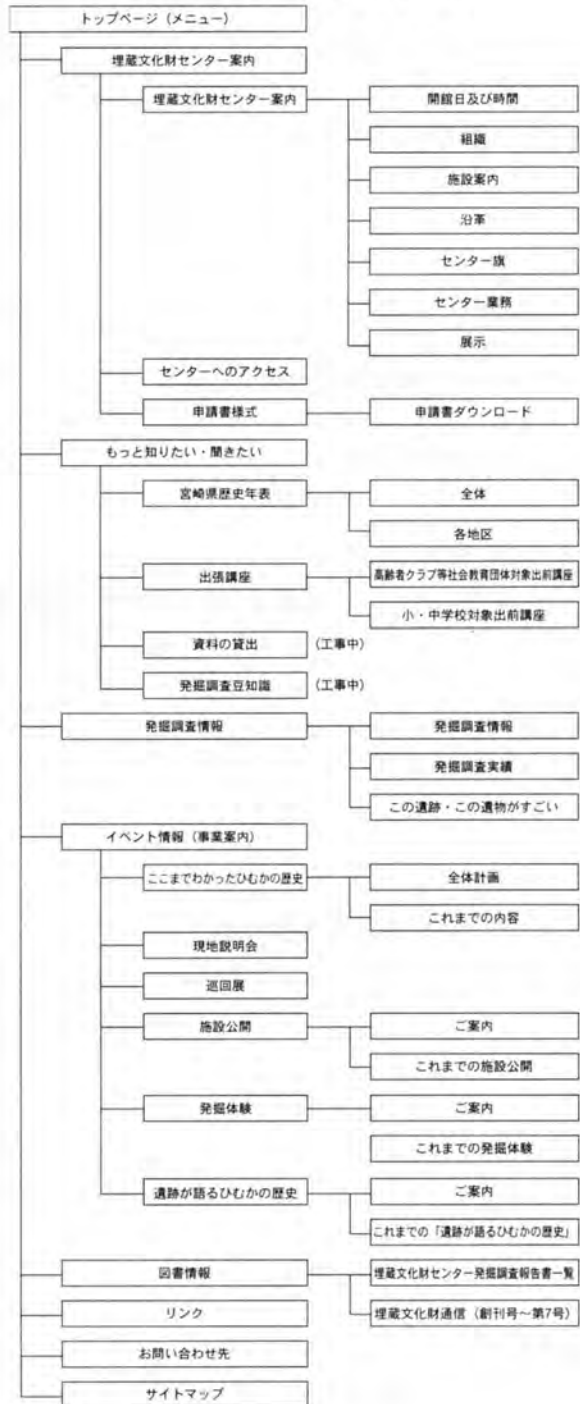 トップページ（メニュー）
埋蔵文化財センター案内
埋蔵文化財センター案内
開館日及び時間
組織
施設案内
沿革
センター旗
センター業務
展示
センターへのアクセス
申請書様式
申請書ダウンロード
もっと知りたい・聞きたい
宮崎県歴史年表
全体
各地区
出張講座
高齢者クラブ等社会教育団体対象出前講座
小・中学校対象出前講座
資料の貸出 （工事中）
発掘調査豆知識 （工事中）
発掘調査情報
発掘調査情報
発掘調査実績
この遺跡・この遺物がすごい
イベント情報（事業案内）
ここまでわかったひむかの歴史
全体計画
これまでの内容
現地説明会
巡回展
施設公開
ご案内
これまでの施設公開
発掘体験
ご案内
これまでの発掘体験
遺跡が語るひむかの歴史
ご案内
これまでの「遺跡が語るひむかの歴史」
図書情報
埋蔵文化財センター発掘調査報告書一覧
埋蔵文化財通信（創刊号～第7号）
リンク
お問い合わせ先
サイトマップ